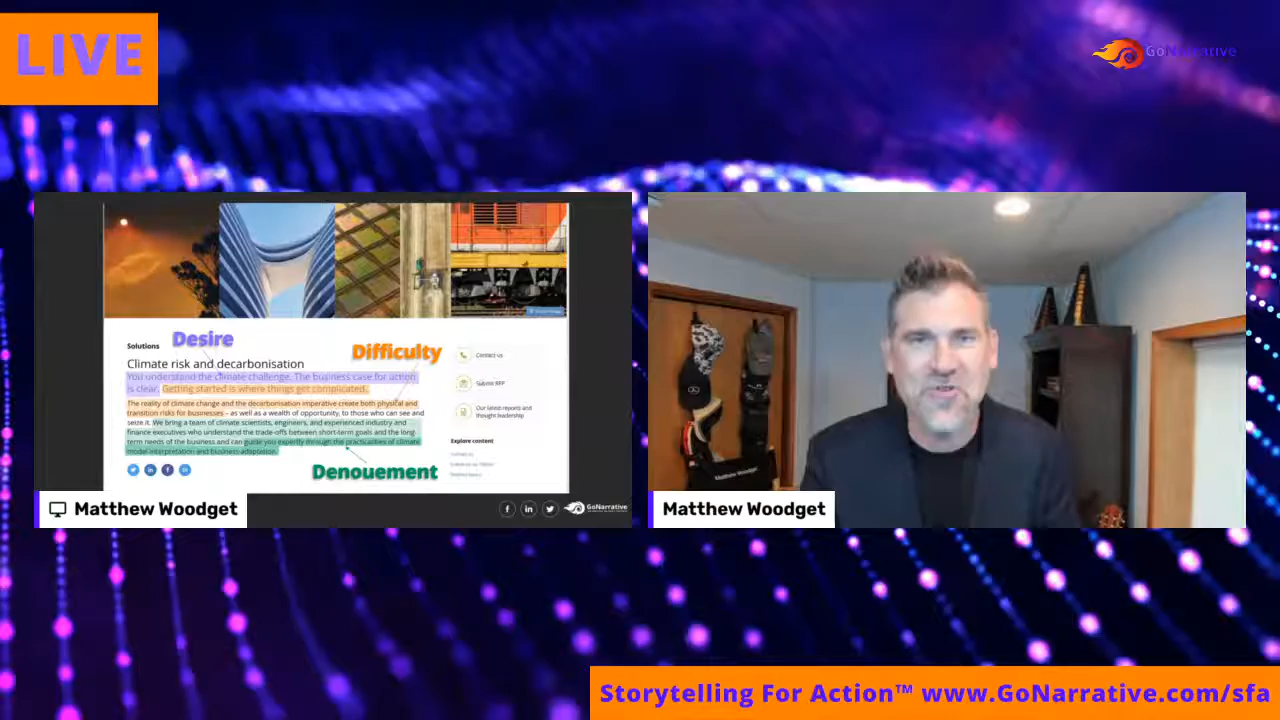 LIVE
GoNarrative
Desire
Difficulty
Solutions
Climate risk and decarbonisation
You understand the climate challenge. The business case for action
is clear. Getting started is where things get complicated.
The reality of climate change and the decarbonisation imperative create both physical and
transition risks for businesses – as well as a wealth of opportunity, to those who can see and
seize it. We bring a team of climate scientists, engineers, and experienced industry and
finance executives who understand the trade-offs between short-term goals and the long-
term needs of the business and can guide you expertly through the practicalities of climate
model interpretation and business adaptation.
Denouement
Contact us
Submit RFP
Our latest reports and
thought leadership
Explore content
Matthew Woodget
GoNarrative
Matthew Woodget
Matthew Woodget
Storytelling For Action™ www.GoNarrative.com/sfa